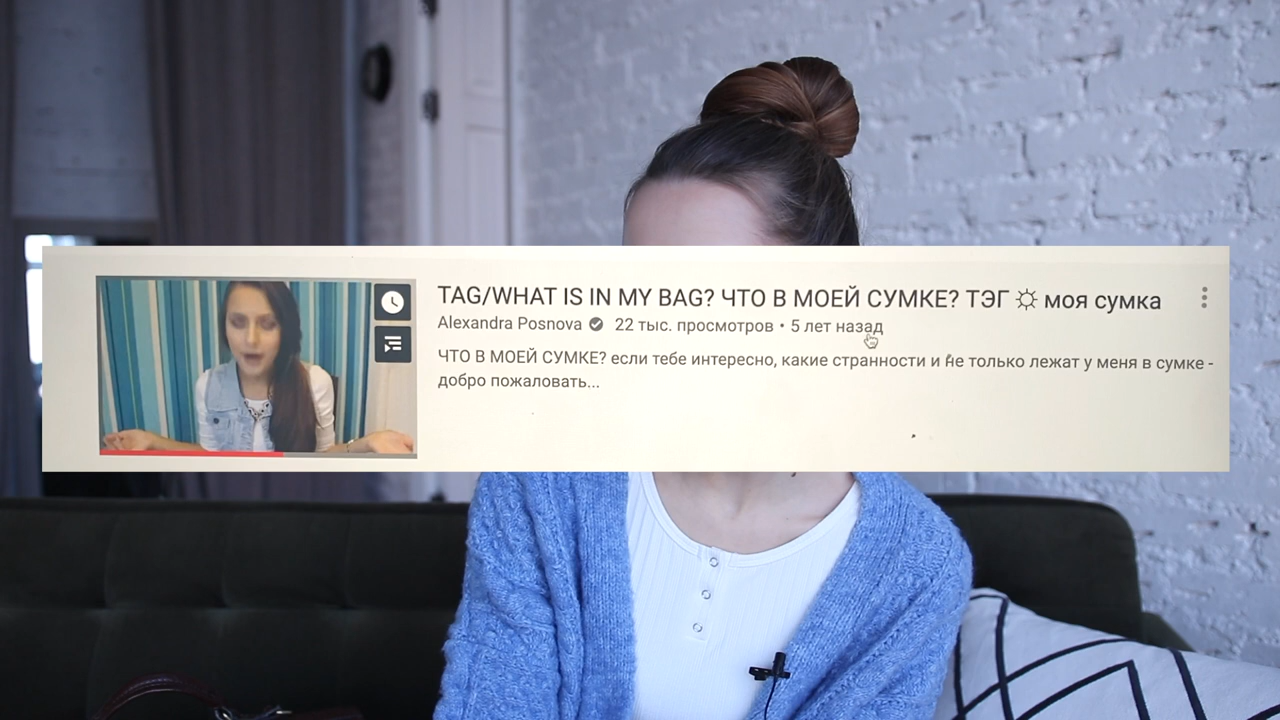 TAG/WHAT IS IN MY BAG? ЧТО В МОЕЙ СУМКЕ? ТЭГ ☼ моя сумка
Alexandra Posnova 22 тыс. просмотров • 5 лет назад
ЧТО В МОЕЙ СУМКЕ? если тебе интересно, какие странности и не только лежат у меня в сумке -
добро пожаловать...